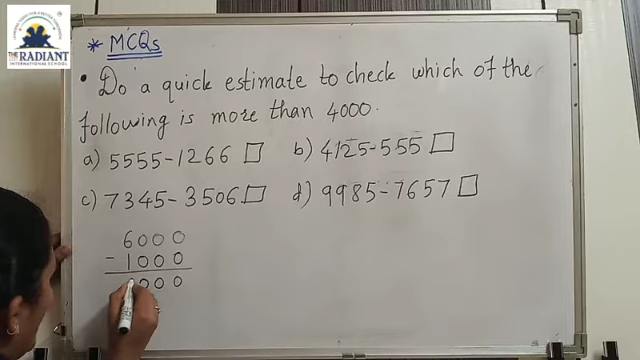 THE RADIANT
INTERNATIONAL SCHOOL
* MCQs
• Do a quick estimate to check which of the
following is more than 4000.
a) 5555-1266 □ b) 4125-555 □
c) 7345-3506 □ d) 9985-7657 □
6000
- 1000
000